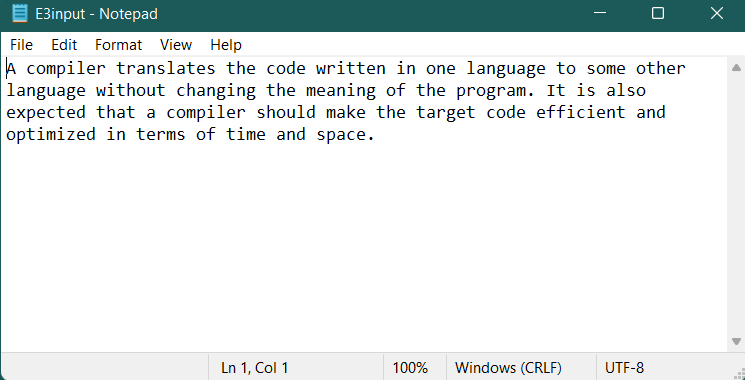 E3input - Notepad
File Edit Format View Help
A compiler translates the code written in one language to some other
language without changing the meaning of the program. It is also
expected that a compiler should make the target code efficient and
optimized in terms of time and space.
Ln 1, Col 1 100% Windows (CRLF) UTF-8